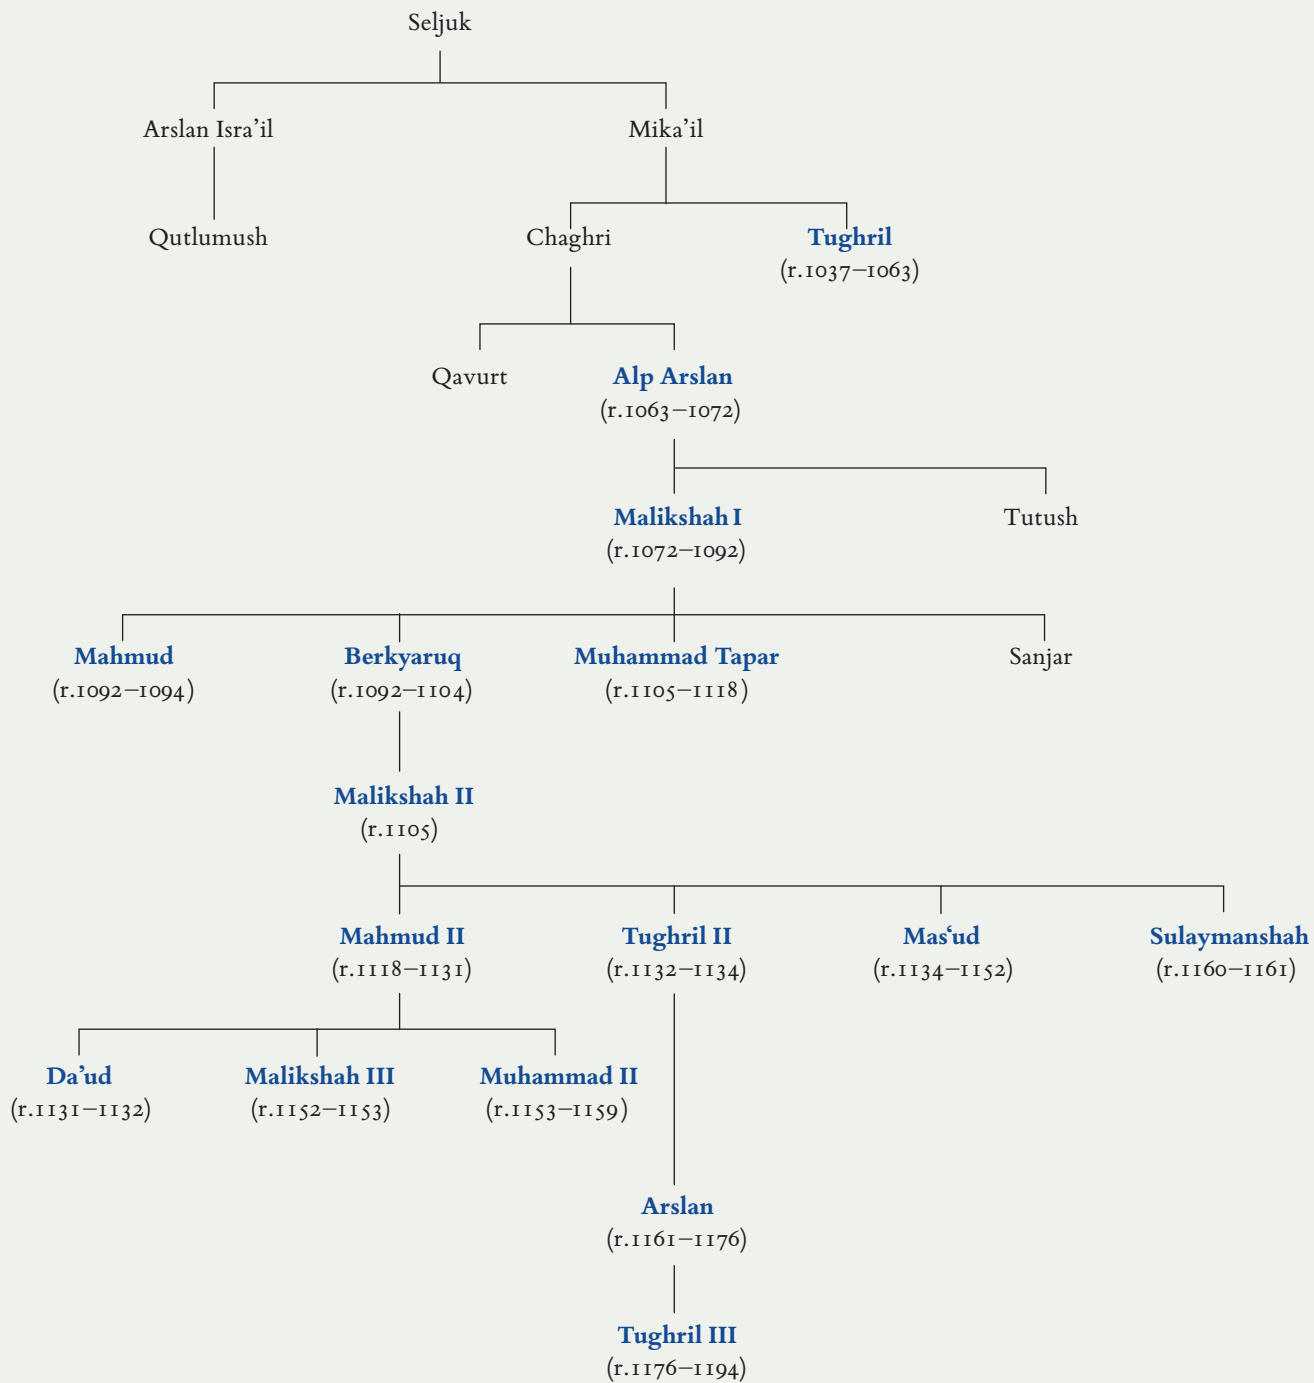 Seljuk
Arslan Isra’il
Mika’il
Qutlumush
Chaghri
Tughril
(r.1037–1063)
Qavurt
Alp Arslan
(r.1063–1072)
Malikshah I
(r.1072–1092)
Tutush
Mahmud
(r.1092–1094)
Berkyaruq
(r.1092–1104)
Muhammad Tapar
(r.1105–1118)
Sanjar
Malikshah II
(r.1105)
Mahmud II
(r.1118–1131)
Tughril II
(r.1132–1134)
Mas‘ud
(r.1134–1152)
Sulaymanshah
(r.1160–1161)
Da’ud
(r.1131–1132)
Malikshah III
(r.1152–1153)
Muhammad II
(r.1153–1159)
Arslan
(r.1161–1176)
Tughril III
(r.1176–1194)